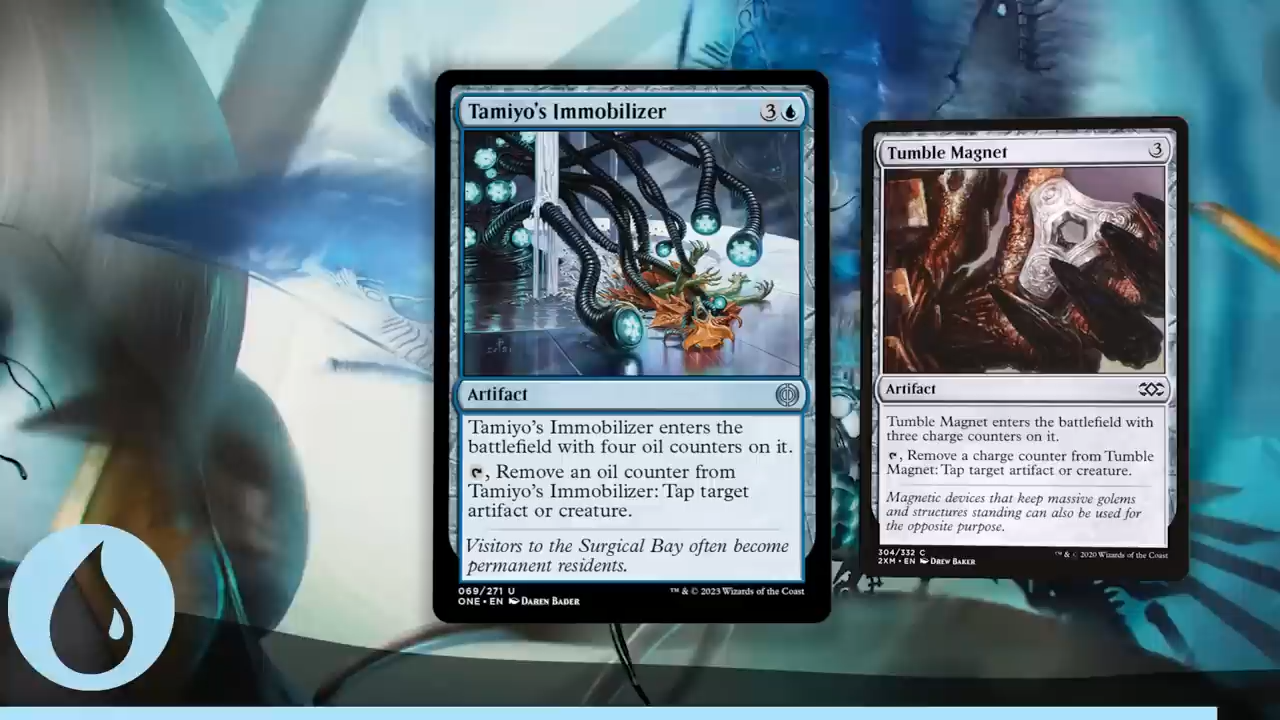 Tamiyo's Immobilizer 3
Artifact
Tamiyo's Immobilizer enters the
battlefield with four oil counters on it.
, Remove an oil counter from
Tamiyo's Immobilizer: Tap target
artifact or creature.
Visitors to the Surgical Bay often become
permanent residents.
069/271 U
ONE • EN Daren Bader
™ & © 2023 Wizards of the Coast
Tumble Magnet 3
Artifact
Tumble Magnet enters the battlefield with
three charge counters on it.
, Remove a charge counter from Tumble
Magnet: Tap target artifact or creature.
Magnetic devices that keep massive golems
and structures standing can also be used for
the opposite purpose.
304/332 C
2XM • EN Drew Baker
™ & © 2020 Wizards of the Coast